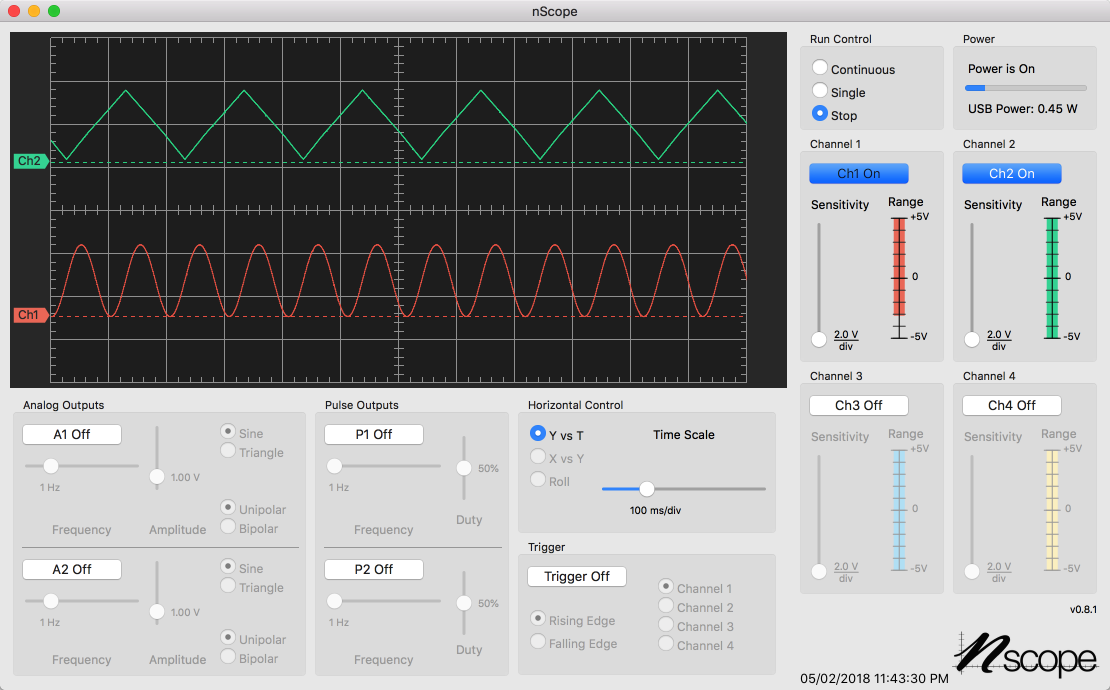 nScope
Ch2
Ch1
Run Control
Continuous
Single
Stop
Power
Power is On
USB Power: 0.45 W
Channel 1
Ch1 On
Sensitivity
Range
+5V
0
-5V
2.0 V
div
Channel 2
Ch2 On
Sensitivity
Range
+5V
0
-5V
2.0 V
div
Channel 3
Ch3 Off
Sensitivity
Range
+5V
0
-5V
2.0 V
div
Channel 4
Ch4 Off
Sensitivity
Range
+5V
0
-5V
2.0 V
div
Analog Outputs
A1 Off
1 Hz
Frequency
1.00 V
Amplitude
Sine
Triangle
Unipolar
Bipolar
A2 Off
1 Hz
Frequency
1.00 V
Amplitude
Sine
Triangle
Unipolar
Bipolar
Pulse Outputs
P1 Off
1 Hz
Frequency
50%
Duty
P2 Off
1 Hz
Frequency
50%
Duty
Horizontal Control
Y vs T
X vs Y
Roll
Time Scale
100 ms/div
Trigger
Trigger Off
Rising Edge
Falling Edge
Channel 1
Channel 2
Channel 3
Channel 4
v0.8.1
nscope
05/02/2018 11:43:30 PM